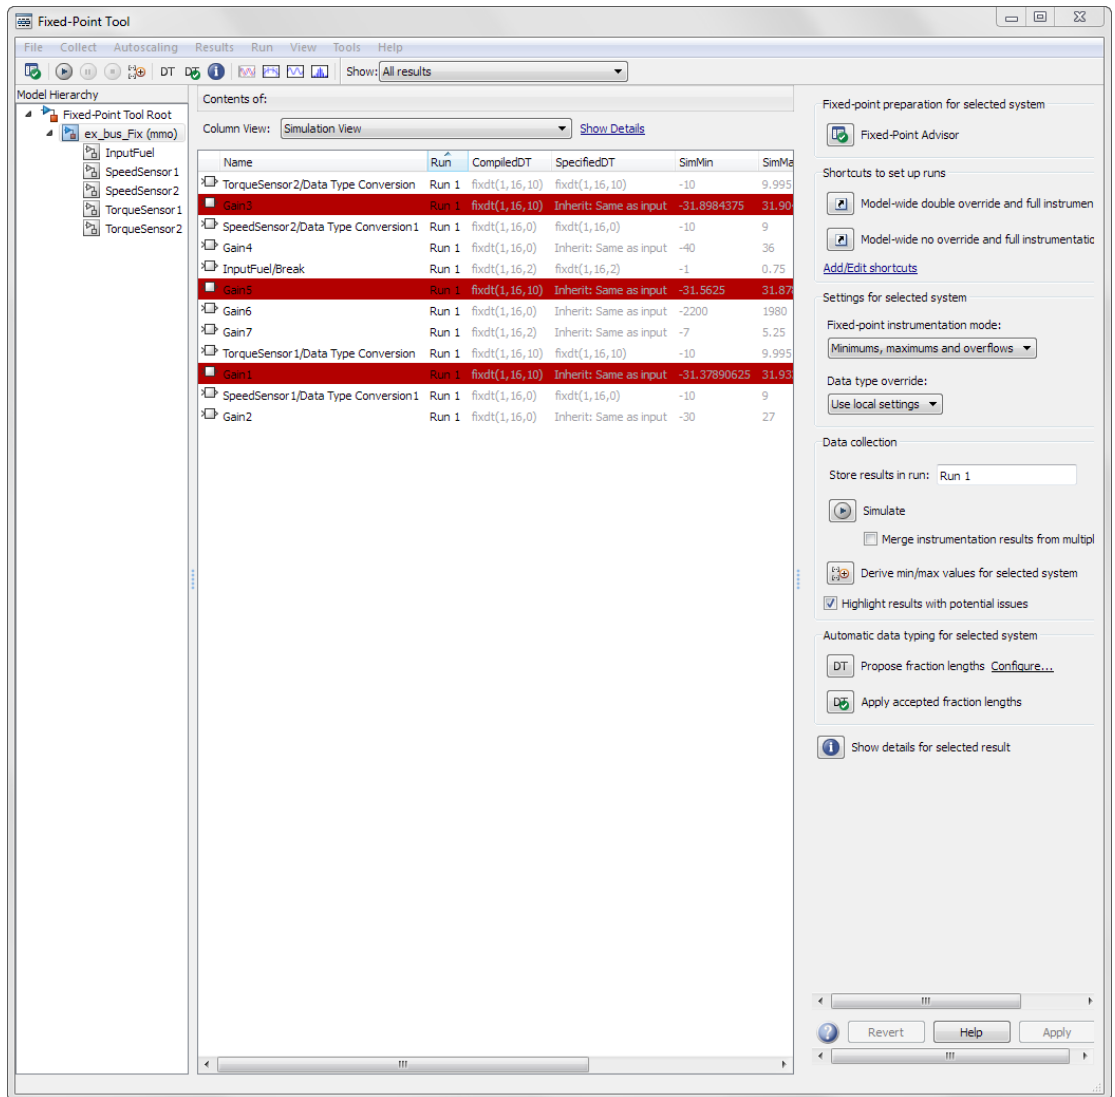 Fixed-Point Tool
File Collect Autoscaling Results Run View Tools Help
DT DT Show: All results
Model Hierarchy
Fixed-Point Tool Root
ex_bus_Fix (mmo)
InputFuel
SpeedSensor1
SpeedSensor2
TorqueSensor1
TorqueSensor2
Contents of:
Column View: Simulation View Show Details
Name Run CompiledDT SpecifiedDT SimMin SimMa
TorqueSensor2/Data Type Conversion Run 1 fixdt(1,16,10) fixdt(1,16,10) -10 9.995
Gain3 Run 1 fixdt(1,16,10) Inherit: Same as input -31.8984375 31.90
SpeedSensor2/Data Type Conversion1 Run 1 fixdt(1,16,0) fixdt(1,16,0) -10 9
Gain4 Run 1 fixdt(1,16,0) Inherit: Same as input -40 36
InputFuel/Break Run 1 fixdt(1,16,2) fixdt(1,16,2) -1 0.75
Gain5 Run 1 fixdt(1,16,10) Inherit: Same as input -31.5625 31.87
Gain6 Run 1 fixdt(1,16,0) Inherit: Same as input -2200 1980
Gain7 Run 1 fixdt(1,16,2) Inherit: Same as input -7 5.25
TorqueSensor1/Data Type Conversion Run 1 fixdt(1,16,10) fixdt(1,16,10) -10 9.995
Gain1 Run 1 fixdt(1,16,10) Inherit: Same as input -31.37890625 31.93
SpeedSensor1/Data Type Conversion1 Run 1 fixdt(1,16,0) fixdt(1,16,0) -10 9
Gain2 Run 1 fixdt(1,16,0) Inherit: Same as input -30 27
Fixed-point preparation for selected system
Fixed-Point Advisor
Shortcuts to set up runs
Model-wide double override and full instrumen
Model-wide no override and full instrumentatic
Add/Edit shortcuts
Settings for selected system
Fixed-point instrumentation mode:
Minimums, maximums and overflows
Data type override:
Use local settings
Data collection
Store results in run: Run 1
Simulate
Merge instrumentation results from multipl
Derive min/max values for selected system
Highlight results with potential issues
Automatic data typing for selected system
DT Propose fraction lengths Configure...
DT Apply accepted fraction lengths
Show details for selected result
Revert Help Apply